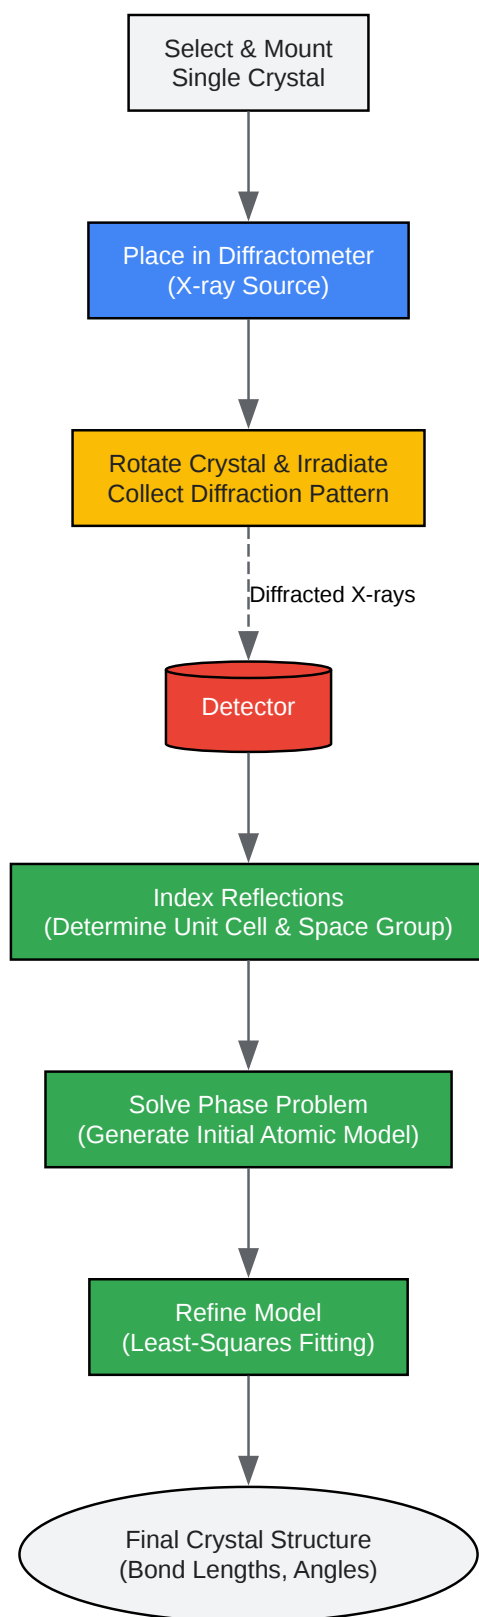 Select & Mount
Single Crystal
Place in Diffractometer
(X-ray Source)
Rotate Crystal & Irradiate
Collect Diffraction Pattern
Diffracted X-rays
Detector
Index Reflections
(Determine Unit Cell & Space Group)
Solve Phase Problem
(Generate Initial Atomic Model)
Refine Model
(Least-Squares Fitting)
Final Crystal Structure
(Bond Lengths, Angles)